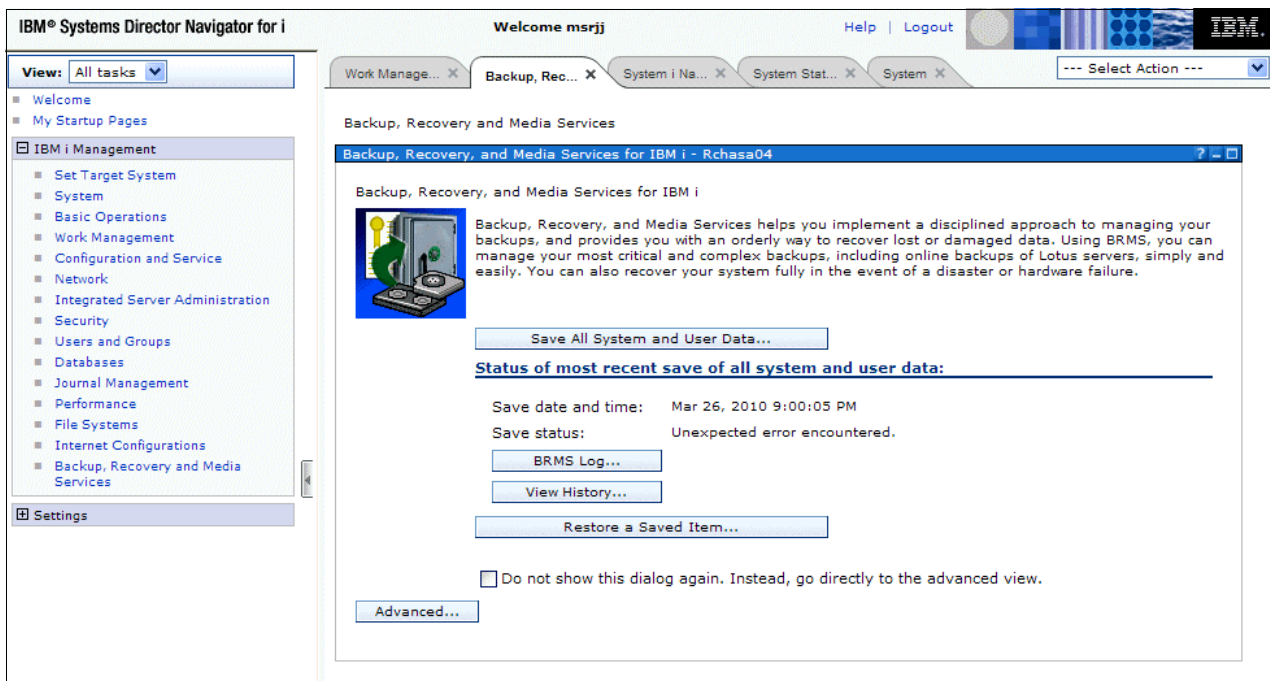 IBM® Systems Director Navigator for i
Welcome msrjj
Help | Logout
IBM.
View: All tasks
Work Manage... X
Backup, Rec... X
System i Na... X
System Stat... X
System X
--- Select Action ---
Welcome
My Startup Pages
IBM i Management
Set Target System
System
Basic Operations
Work Management
Configuration and Service
Network
Integrated Server Administration
Security
Users and Groups
Databases
Journal Management
Performance
File Systems
Internet Configurations
Backup, Recovery and Media
Services
Settings
Backup, Recovery and Media Services
Backup, Recovery, and Media Services for IBM i - Rchasa04
?
Backup, Recovery, and Media Services for IBM i
Backup, Recovery, and Media Services helps you implement a disciplined approach to managing your
backups, and provides you with an orderly way to recover lost or damaged data. Using BRMS, you can
manage your most critical and complex backups, including online backups of Lotus servers, simply and
easily. You can also recover your system fully in the event of a disaster or hardware failure.
Save All System and User Data...
Status of most recent save of all system and user data:
Save date and time: Mar 26, 2010 9:00:05 PM
Save status: Unexpected error encountered.
BRMS Log...
View History...
Restore a Saved Item...
Do not show this dialog again. Instead, go directly to the advanced view.
Advanced...